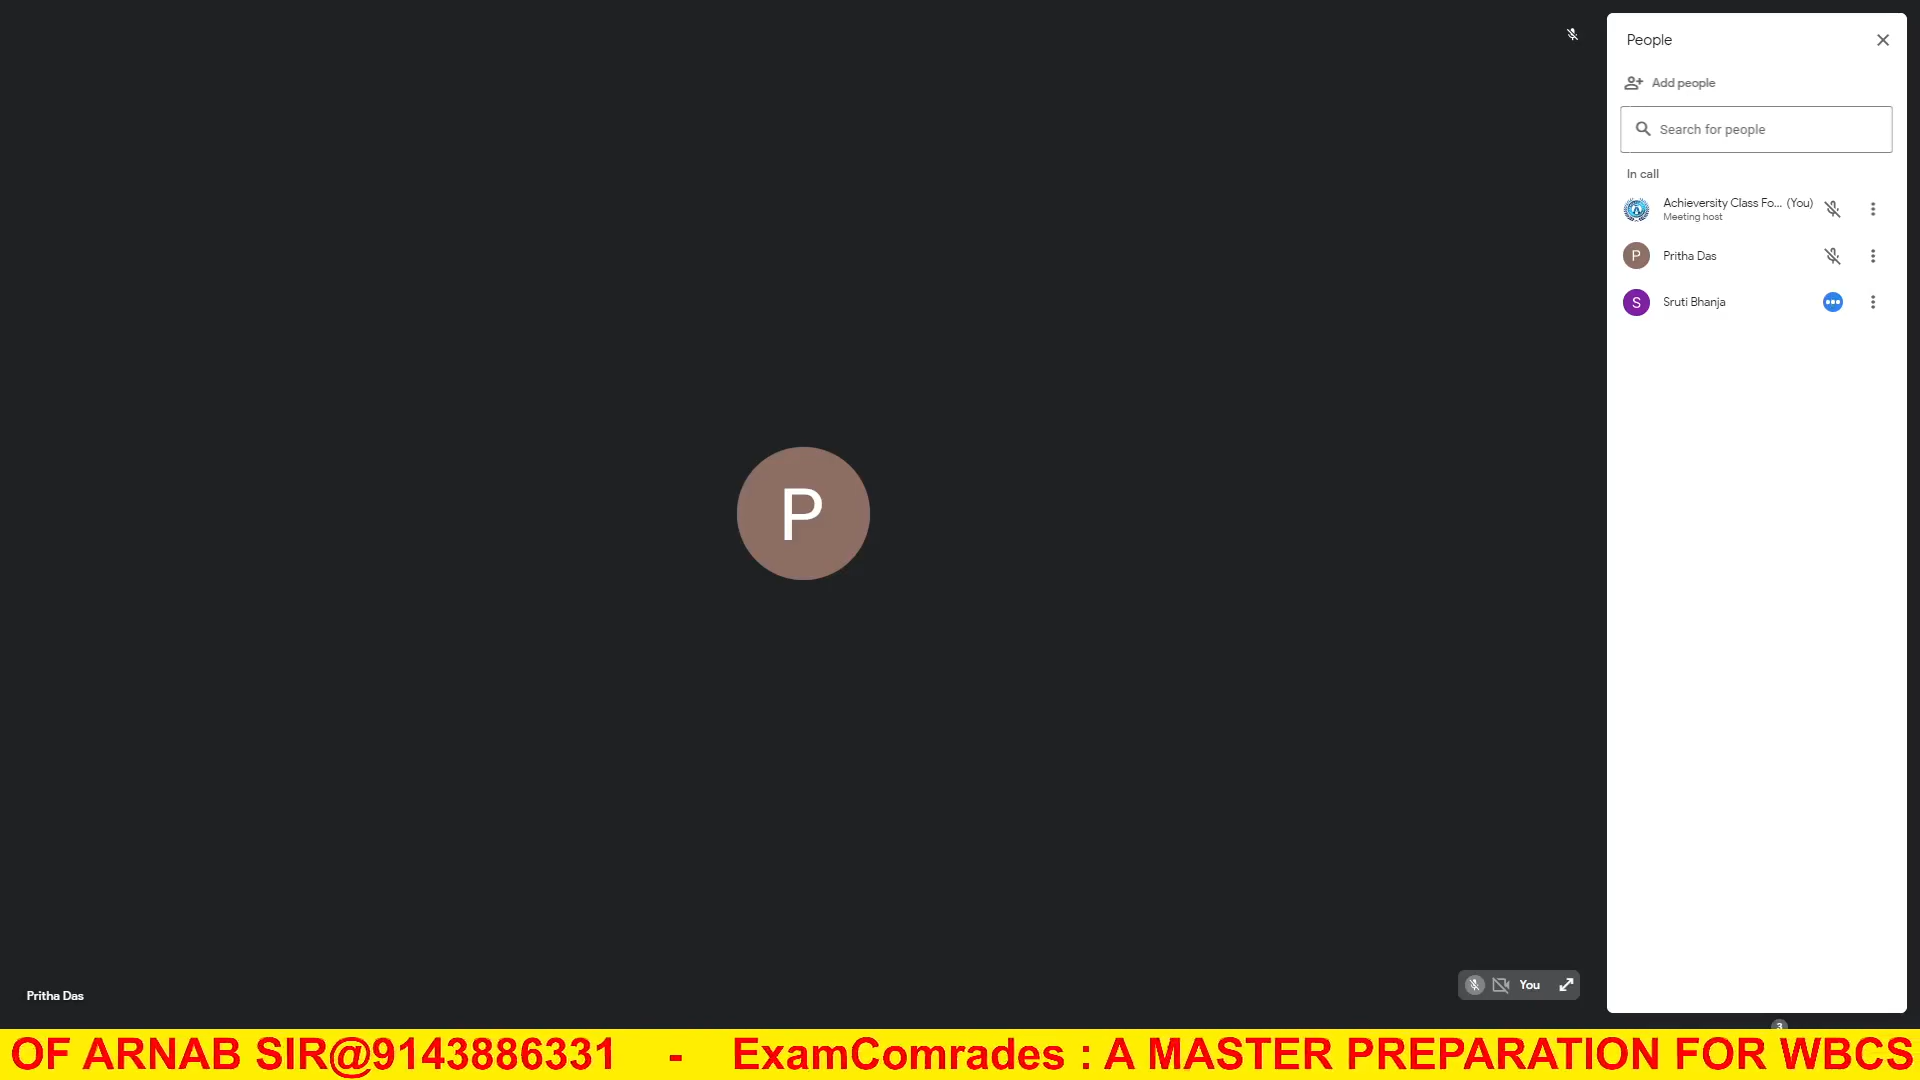 People
Add people
Search for people
In call
Achieversity Class Fo... (You)
Meeting host
P
Pritha Das
S
Sruti Bhanja
P
Pritha Das
You
3
OF ARNAB SIR@9143886331 - ExamComrades : A MASTER PREPARATION FOR WBCS